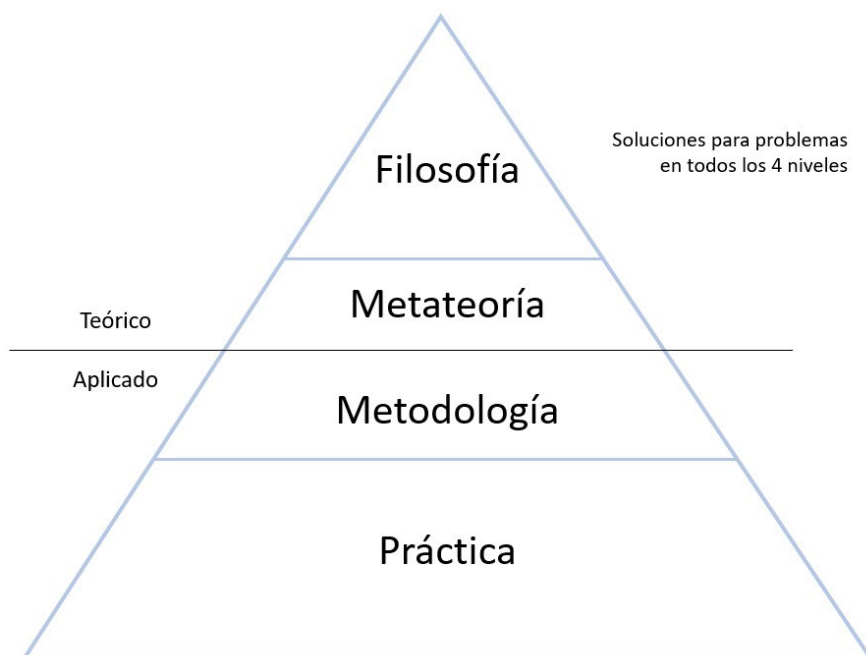 Filosofía
Soluciones para problemas
en todos los 4 niveles
Metateoría
Teórico
Aplicado
Metodología
Práctica